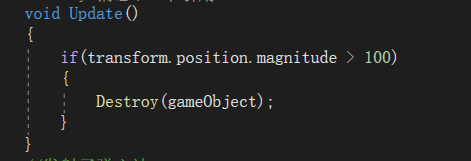 void Update()
{
if(transform.position.magnitude > 100)
{
Destroy(gameObject);
}
}